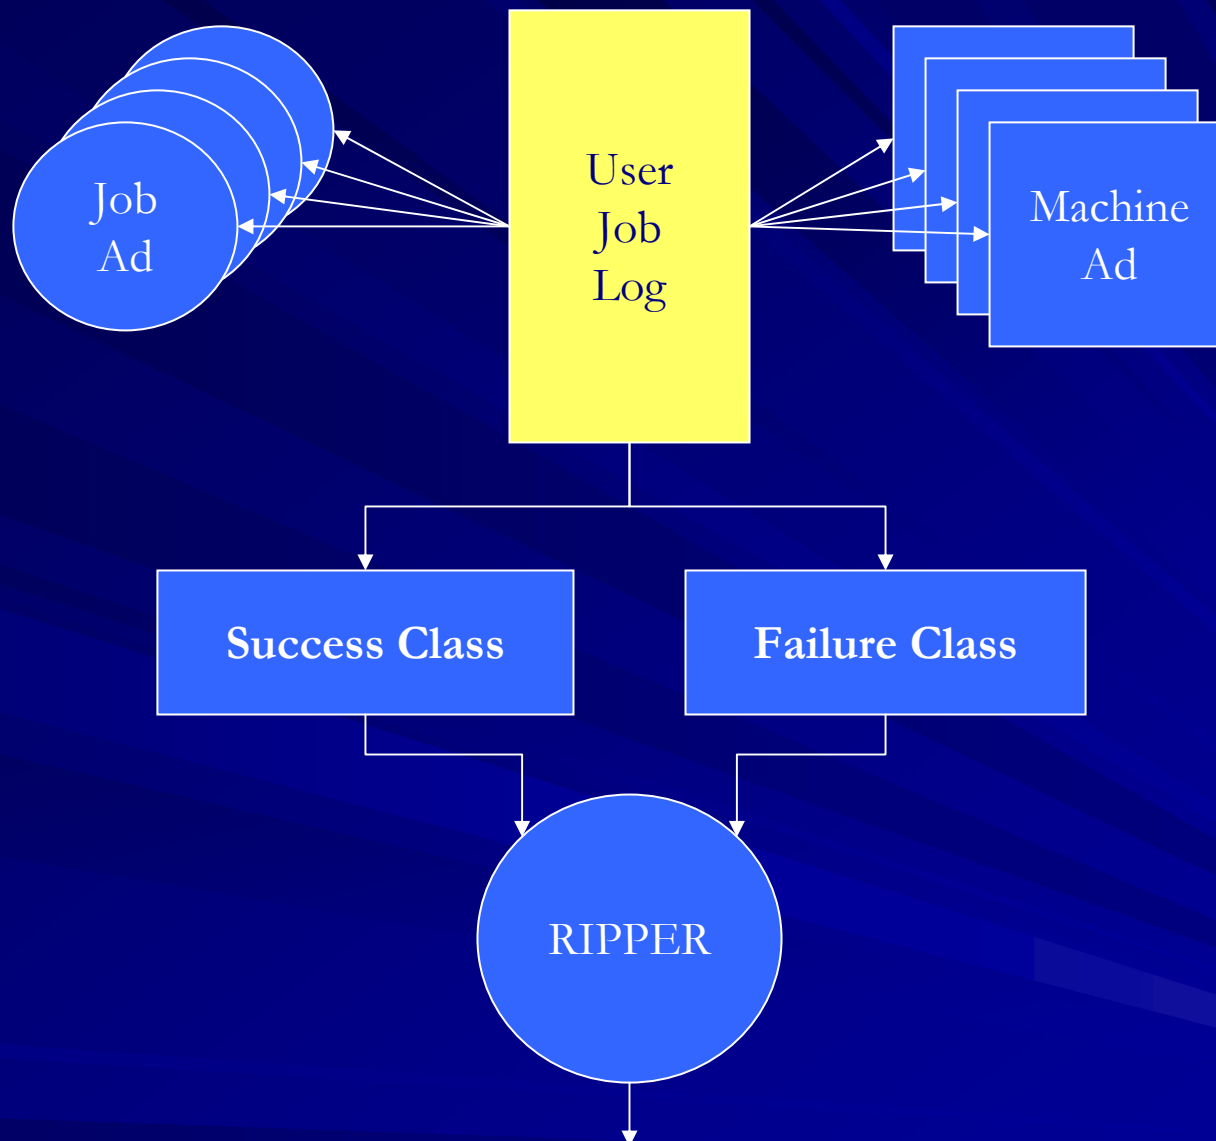 Job
Ad
User
Job
Log
Machine
Ad
Success Class
Failure Class
RIPPER